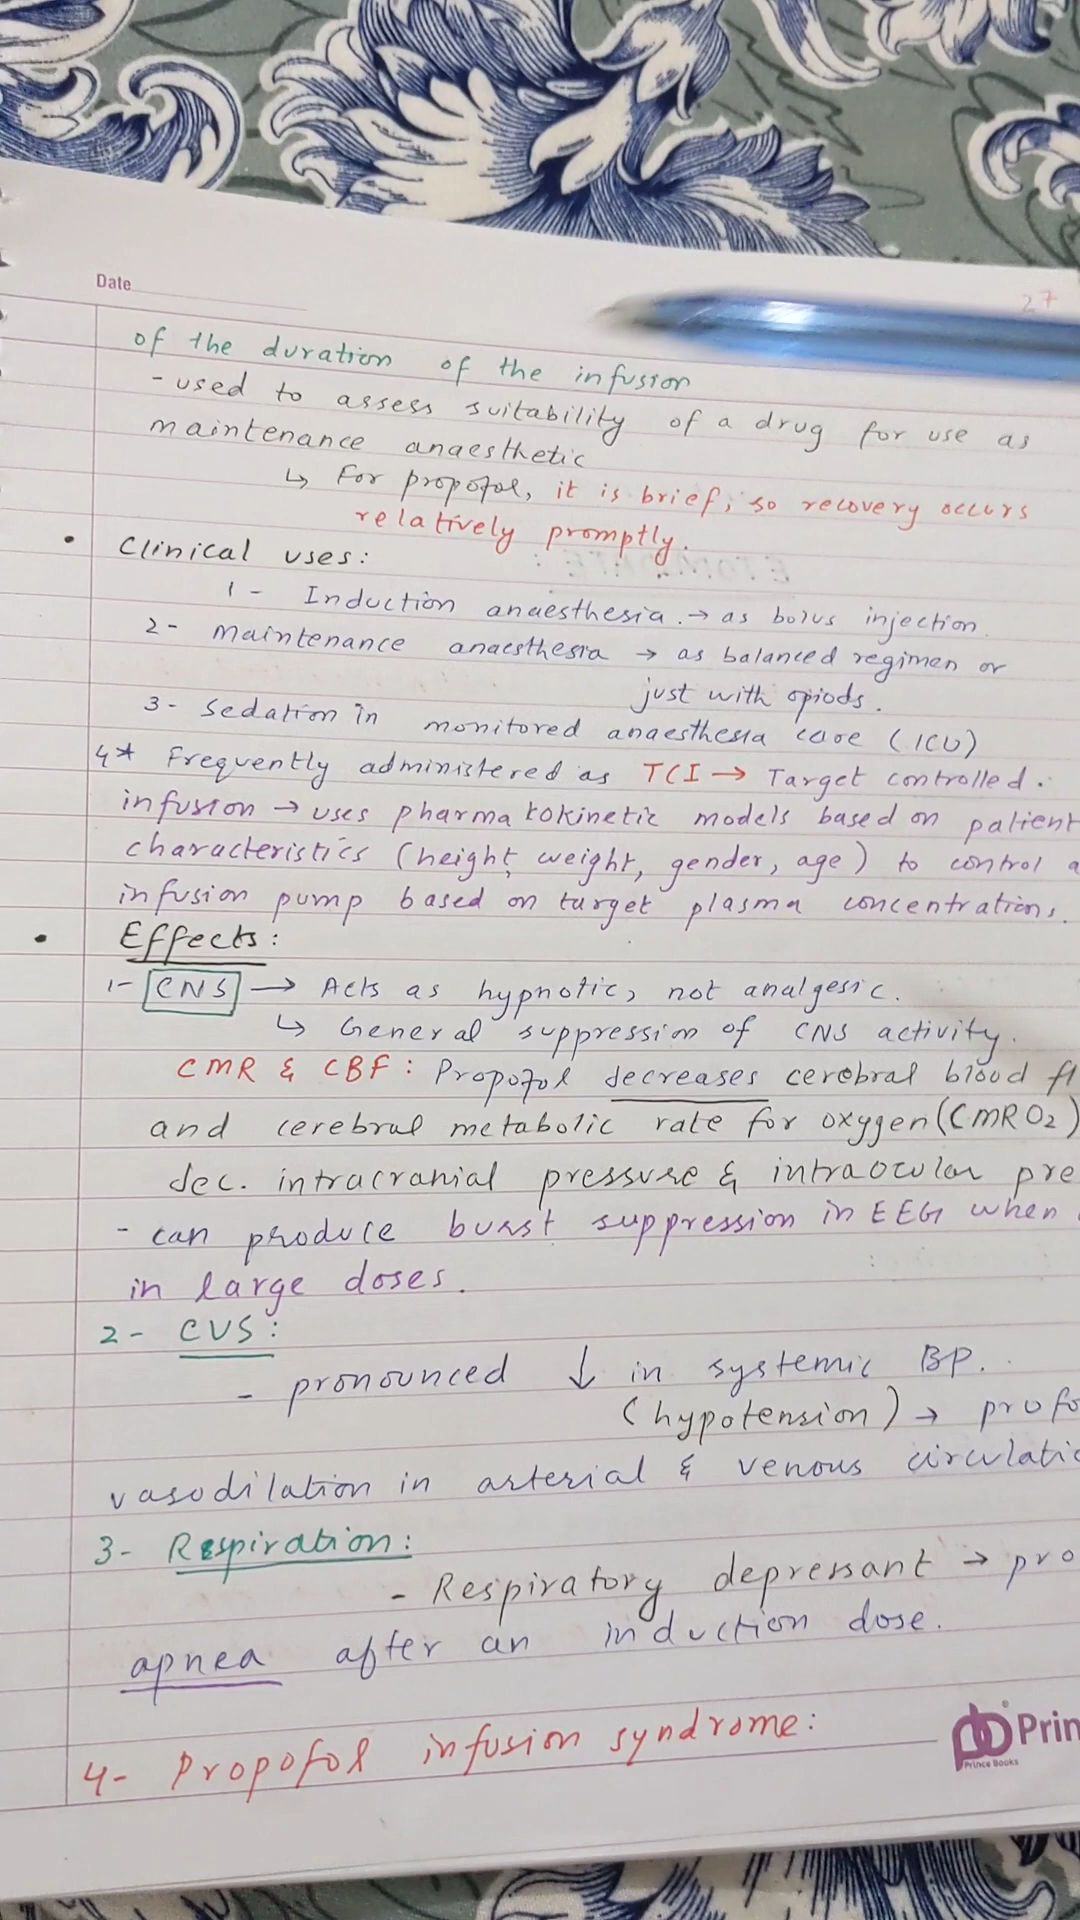 Date
27
of the duration of the infusion
- used to assess suitability of a drug for use as
maintenance anaesthetic
↳ For propofol, it is brief, so recovery occurs
relatively promptly.
• Clinical uses:
1- Induction anaesthesia. → as bolus injection.
2- maintenance anaesthesia → as balanced regimen or
just with opiods.
3- sedation in monitored anaesthesia care (ICU)
4* Frequently administered as TCI → Target controlled.
infusion → uses pharmatokinetic models based on patient
characteristics (height, weight, gender, age) to control a
infusion pump based on target plasma concentrations.
• Effects:
1- CNS → Acts as hypnotic, not analgesic.
↳ General suppression of CNS activity.
CMR & CBF: Propofol decreases cerebral blood fl
and cerebral metabolic rate for oxygen (CMRO2)
dec. intracranial pressure & intraocular pre
- can produce burst suppression in EEG when
in large doses.
2- CVS:
- pronounced ↓ in systemic BP.
(hypotension) → profo
vasodilation in arterial & venous circulatio
3- Respiration:
- Respiratory depressant → pro
apnea after an induction dose.
4- Propofol infusion syndrome:
Prin
Prince Books